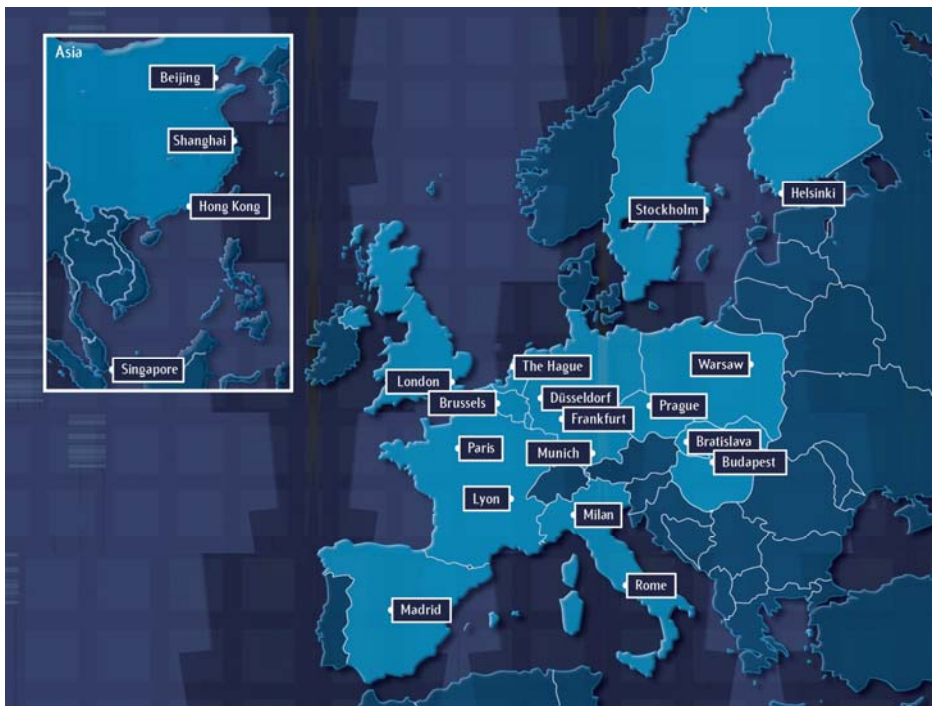 Asia
Beijing
Shanghai
Hong Kong
Singapore
Helsinki
Stockholm
The Hague
Warsaw
London
Düsseldorf
Brussels
Prague
Frankfurt
Bratislava
Paris
Munich
Budapest
Lyon
Milan
Rome
Madrid